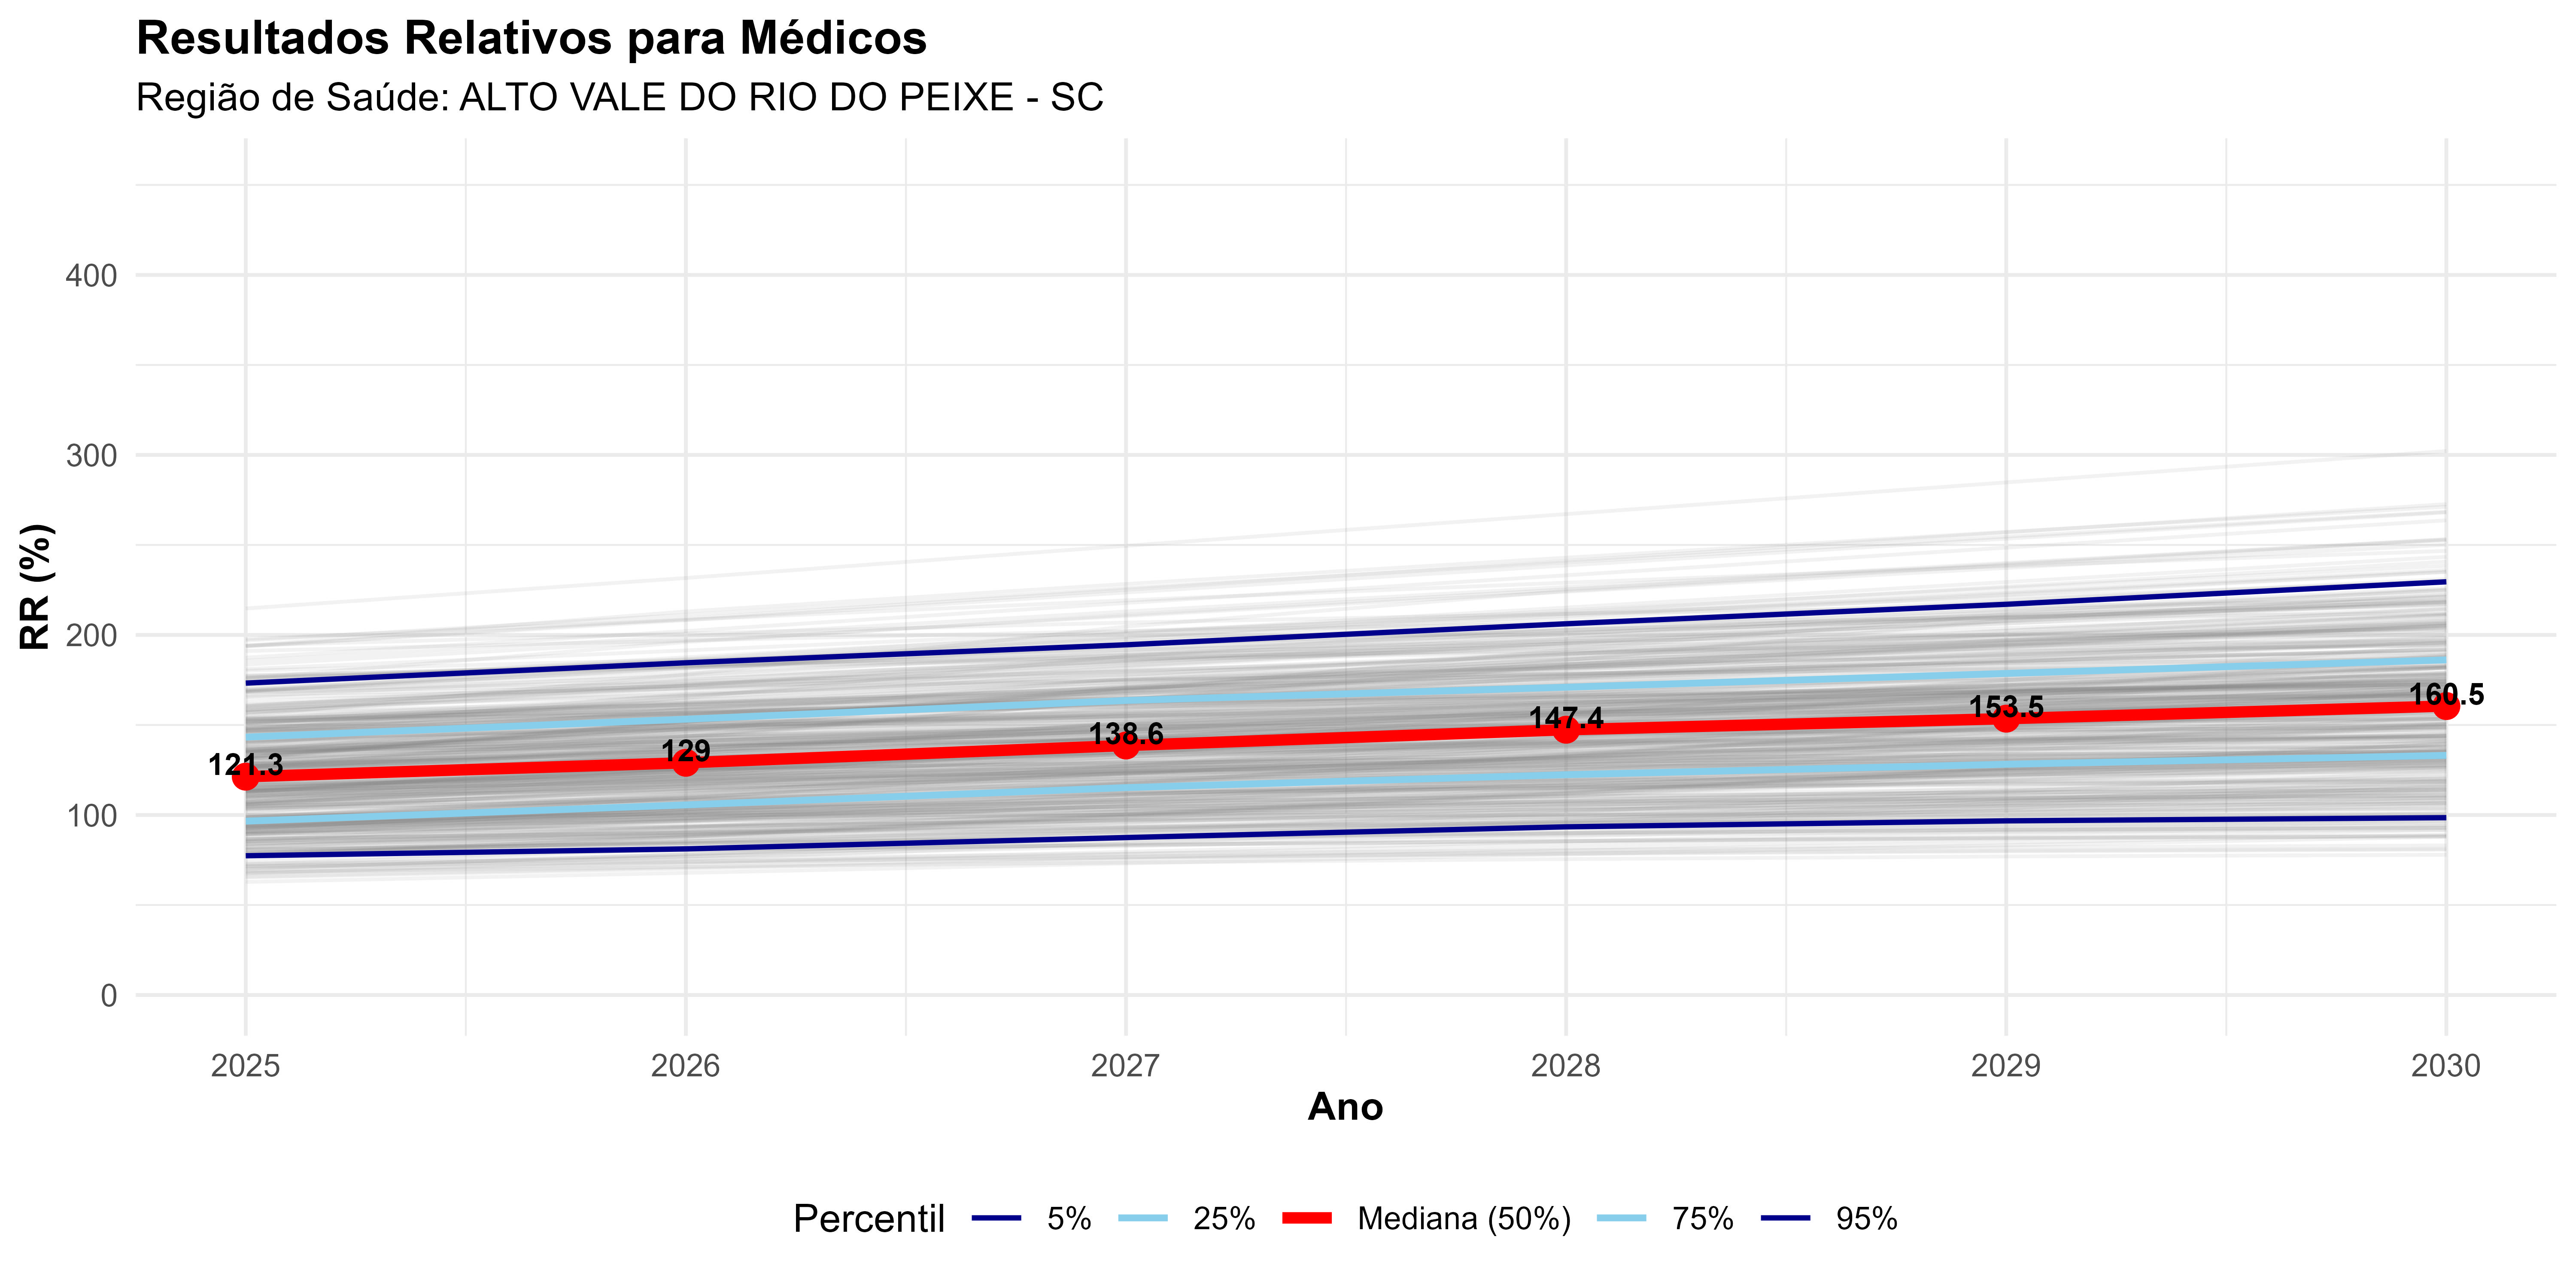 Resultados Relativos para Médicos
Região de Saúde: ALTO VALE DO RIO DO PEIXE - SC
RR (%)
400
300
200
100
0
121.3
129
138.6
147.4
153.5
160.5
2025 2026 2027 2028 2029 2030
Ano
Percentil 5% 25% Mediana (50%) 75% 95%